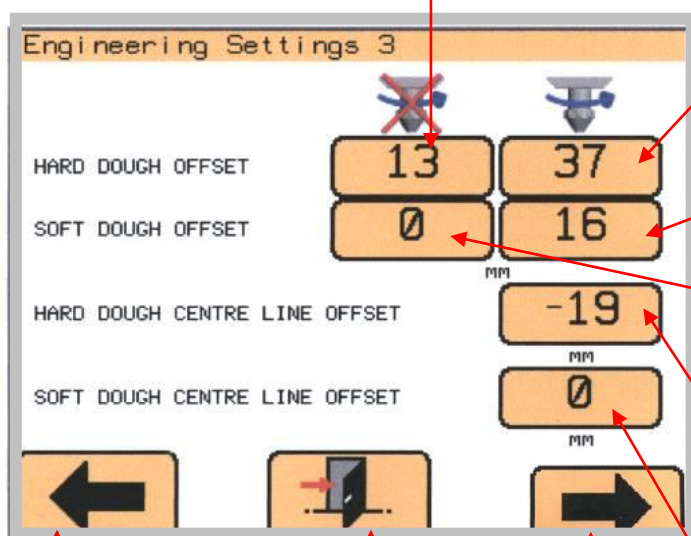 Engineering Settings 3
HARD DOUGH OFFSET 13 37
SOFT DOUGH OFFSET 0 16
MM
HARD DOUGH CENTRE LINE OFFSET -19
MM
SOFT DOUGH CENTRE LINE OFFSET 0
MM